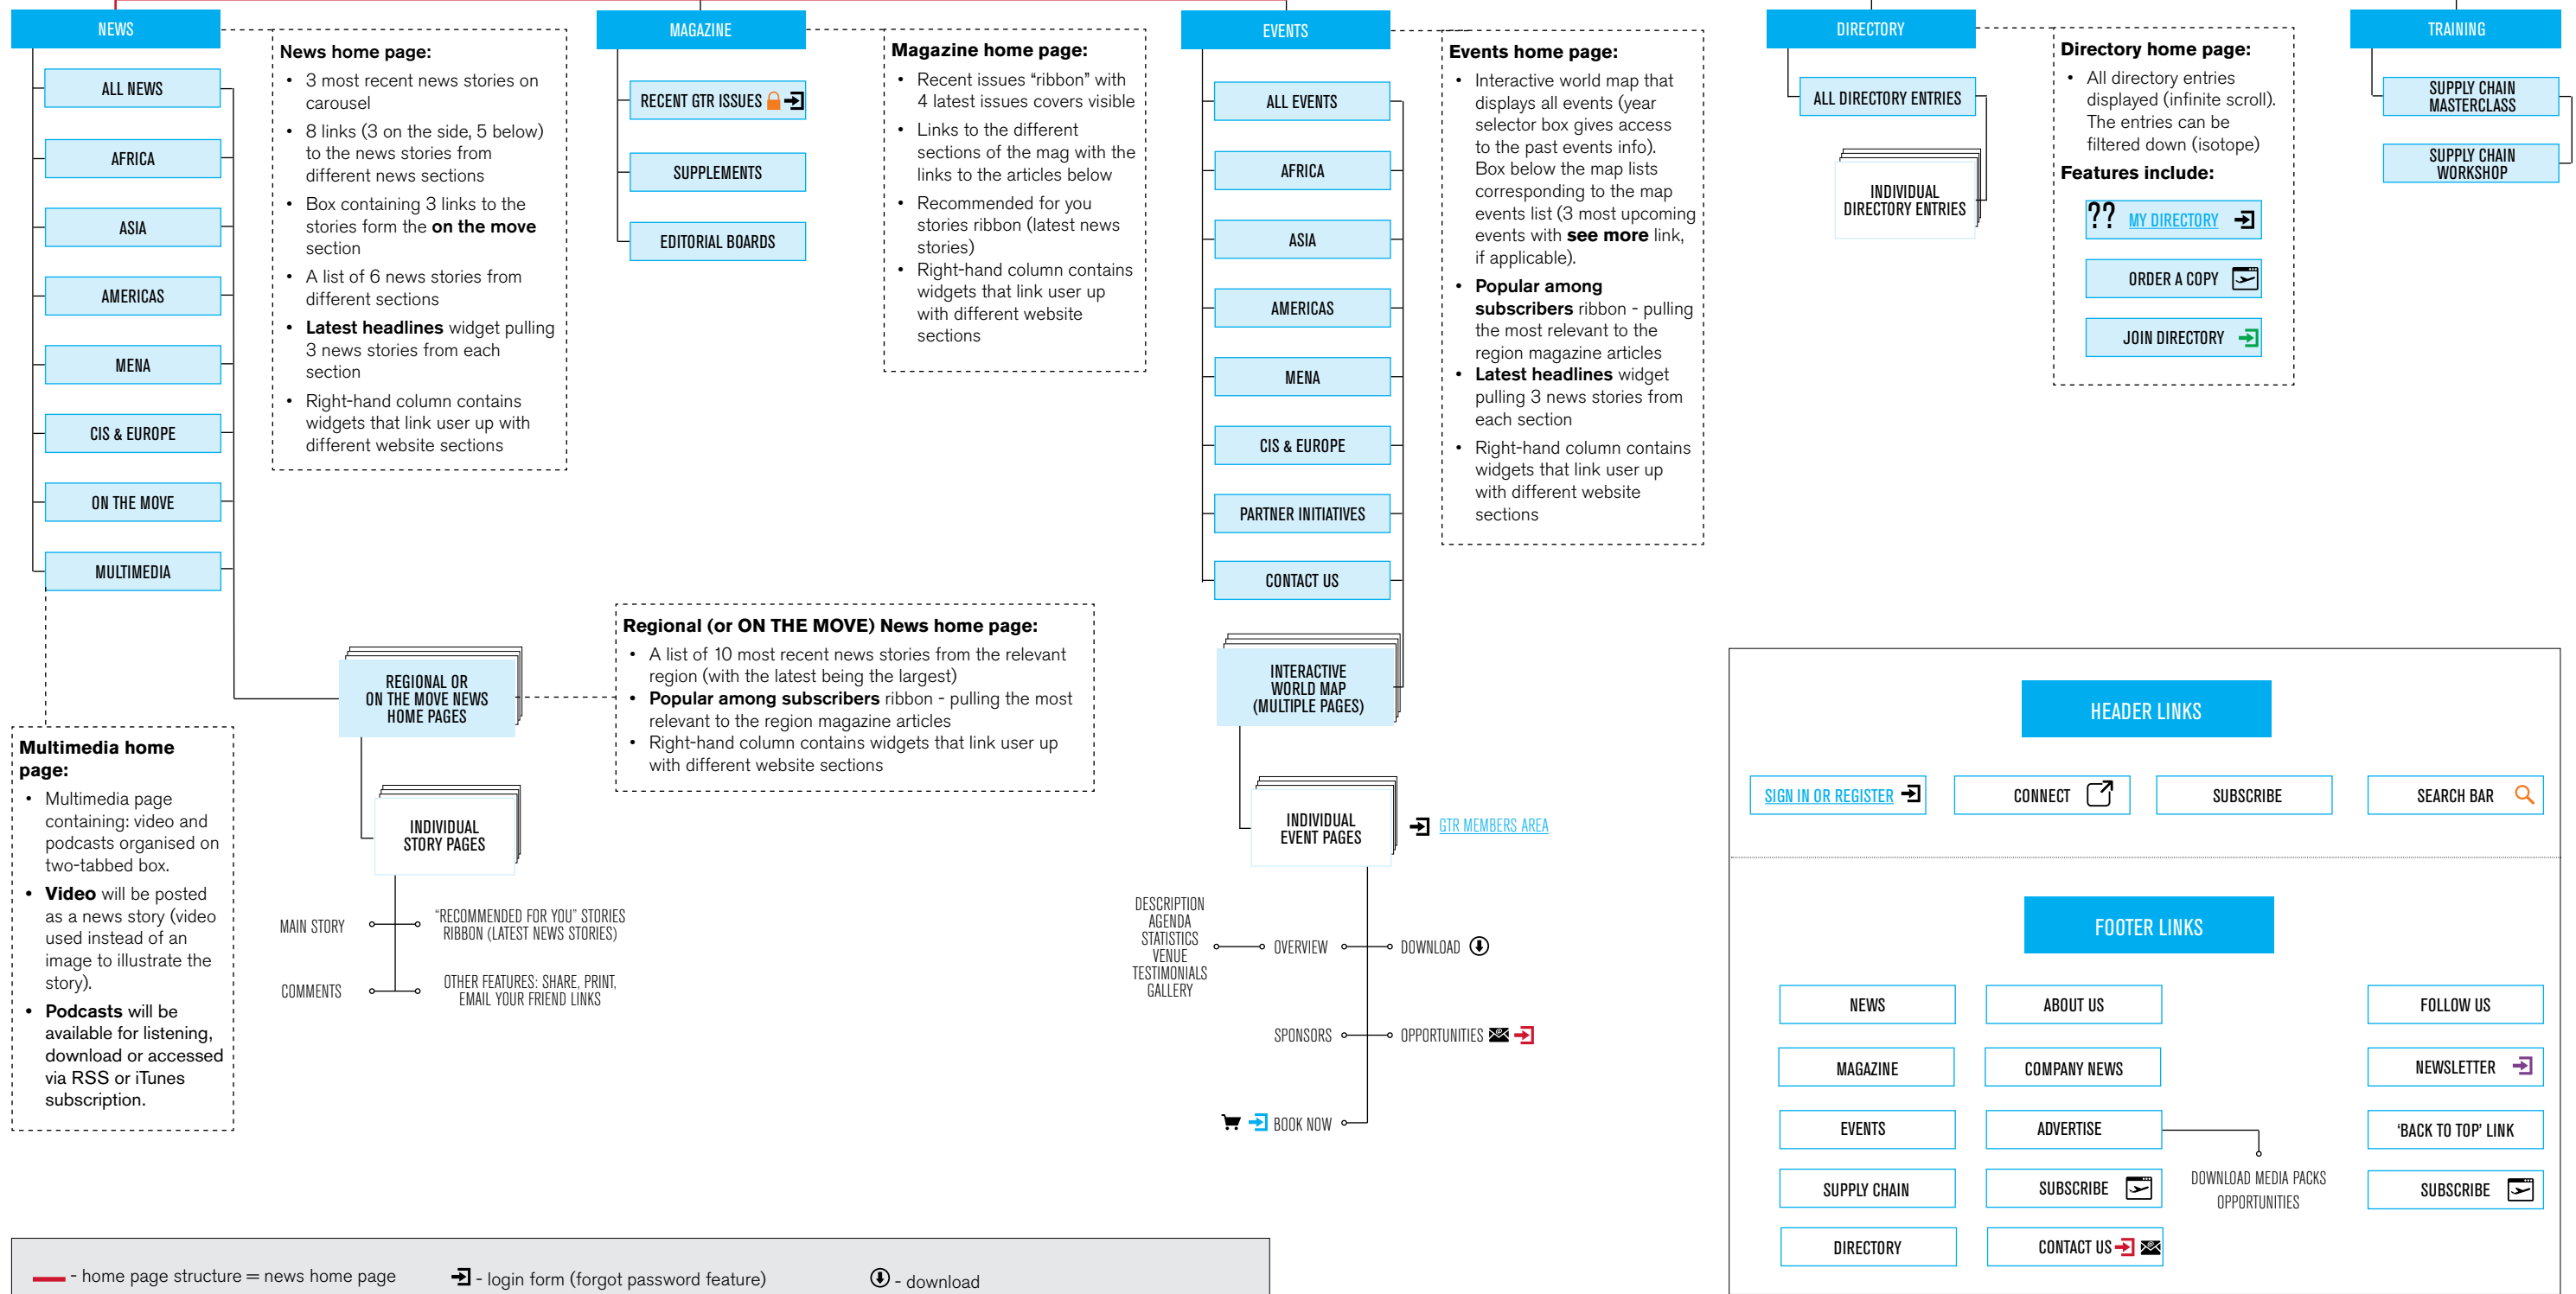 NEWS
ALL NEWS
AFRICA
ASIA
AMERICAS
MENA
CIS & EUROPE
ON THE MOVE
MULTIMEDIA
News home page:
• 3 most recent news stories on
carousel
• 8 links (3 on the side, 5 below)
to the news stories from
different news sections
• Box containing 3 links to the
stories form the on the move
section
• A list of 6 news stories from
different sections
• Latest headlines widget pulling
3 news stories from each
section
• Right-hand column contains
widgets that link user up with
different website sections
MAGAZINE
RECENT GTR ISSUES
SUPPLEMENTS
EDITORIAL BOARDS
Magazine home page:
• Recent issues “ribbon” with
4 latest issues covers visible
• Links to the different
sections of the mag with the
links to the articles below
• Recommended for you
stories ribbon (latest news
stories)
• Right-hand column contains
widgets that link user up
with different website
sections
EVENTS
ALL EVENTS
AFRICA
ASIA
AMERICAS
MENA
CIS & EUROPE
PARTNER INITIATIVES
CONTACT US
Events home page:
• Interactive world map that
displays all events (year
selector box gives access
to the past events info).
Box below the map lists
corresponding to the map
events list (3 most upcoming
events with see more link,
if applicable).
• Popular among
subscribers ribbon - pulling
the most relevant to the
region magazine articles
• Latest headlines widget
pulling 3 news stories from
each section
• Right-hand column contains
widgets that link user up
with different website
sections
DIRECTORY
ALL DIRECTORY ENTRIES
INDIVIDUAL
DIRECTORY ENTRIES
Directory home page:
• All directory entries
displayed (infinite scroll).
The entries can be
filtered down (isotope)
Features include:
?? MY DIRECTORY
ORDER A COPY
JOIN DIRECTORY
TRAINING
SUPPLY CHAIN
MASTERCLASS
SUPPLY CHAIN
WORKSHOP
Multimedia home
page:
• Multimedia page
containing: video and
podcasts organised on
two-tabbed box.
• Video will be posted
as a news story (video
used instead of an
image to illustrate the
story).
• Podcasts will be
available for listening,
download or accessed
via RSS or iTunes
subscription.
REGIONAL OR
ON THE MOVE NEWS
HOME PAGES
Regional (or ON THE MOVE) News home page:
• A list of 10 most recent news stories from the relevant
region (with the latest being the largest)
• Popular among subscribers ribbon - pulling the most
relevant to the region magazine articles
• Right-hand column contains widgets that link user up
with different website sections
INDIVIDUAL
STORY PAGES
MAIN STORY
“RECOMMENDED FOR YOU” STORIES
RIBBON (LATEST NEWS STORIES)
COMMENTS
OTHER FEATURES: SHARE, PRINT,
EMAIL YOUR FRIEND LINKS
INTERACTIVE
WORLD MAP
(MULTIPLE PAGES)
INDIVIDUAL
EVENT PAGES
GTR MEMBERS AREA
DESCRIPTION
AGENDA
STATISTICS
VENUE
TESTIMONIALS
GALLERY
OVERVIEW
DOWNLOAD
SPONSORS
OPPORTUNITIES
BOOK NOW
HEADER LINKS
SIGN IN OR REGISTER
CONNECT
SUBSCRIBE
SEARCH BAR
FOOTER LINKS
NEWS
MAGAZINE
EVENTS
SUPPLY CHAIN
DIRECTORY
ABOUT US
COMPANY NEWS
ADVERTISE
SUBSCRIBE
CONTACT US
DOWNLOAD MEDIA PACKS
OPPORTUNITIES
FOLLOW US
NEWSLETTER
‘BACK TO TOP’ LINK
SUBSCRIBE
- home page structure = news home page
- login form (forgot password feature)
- download